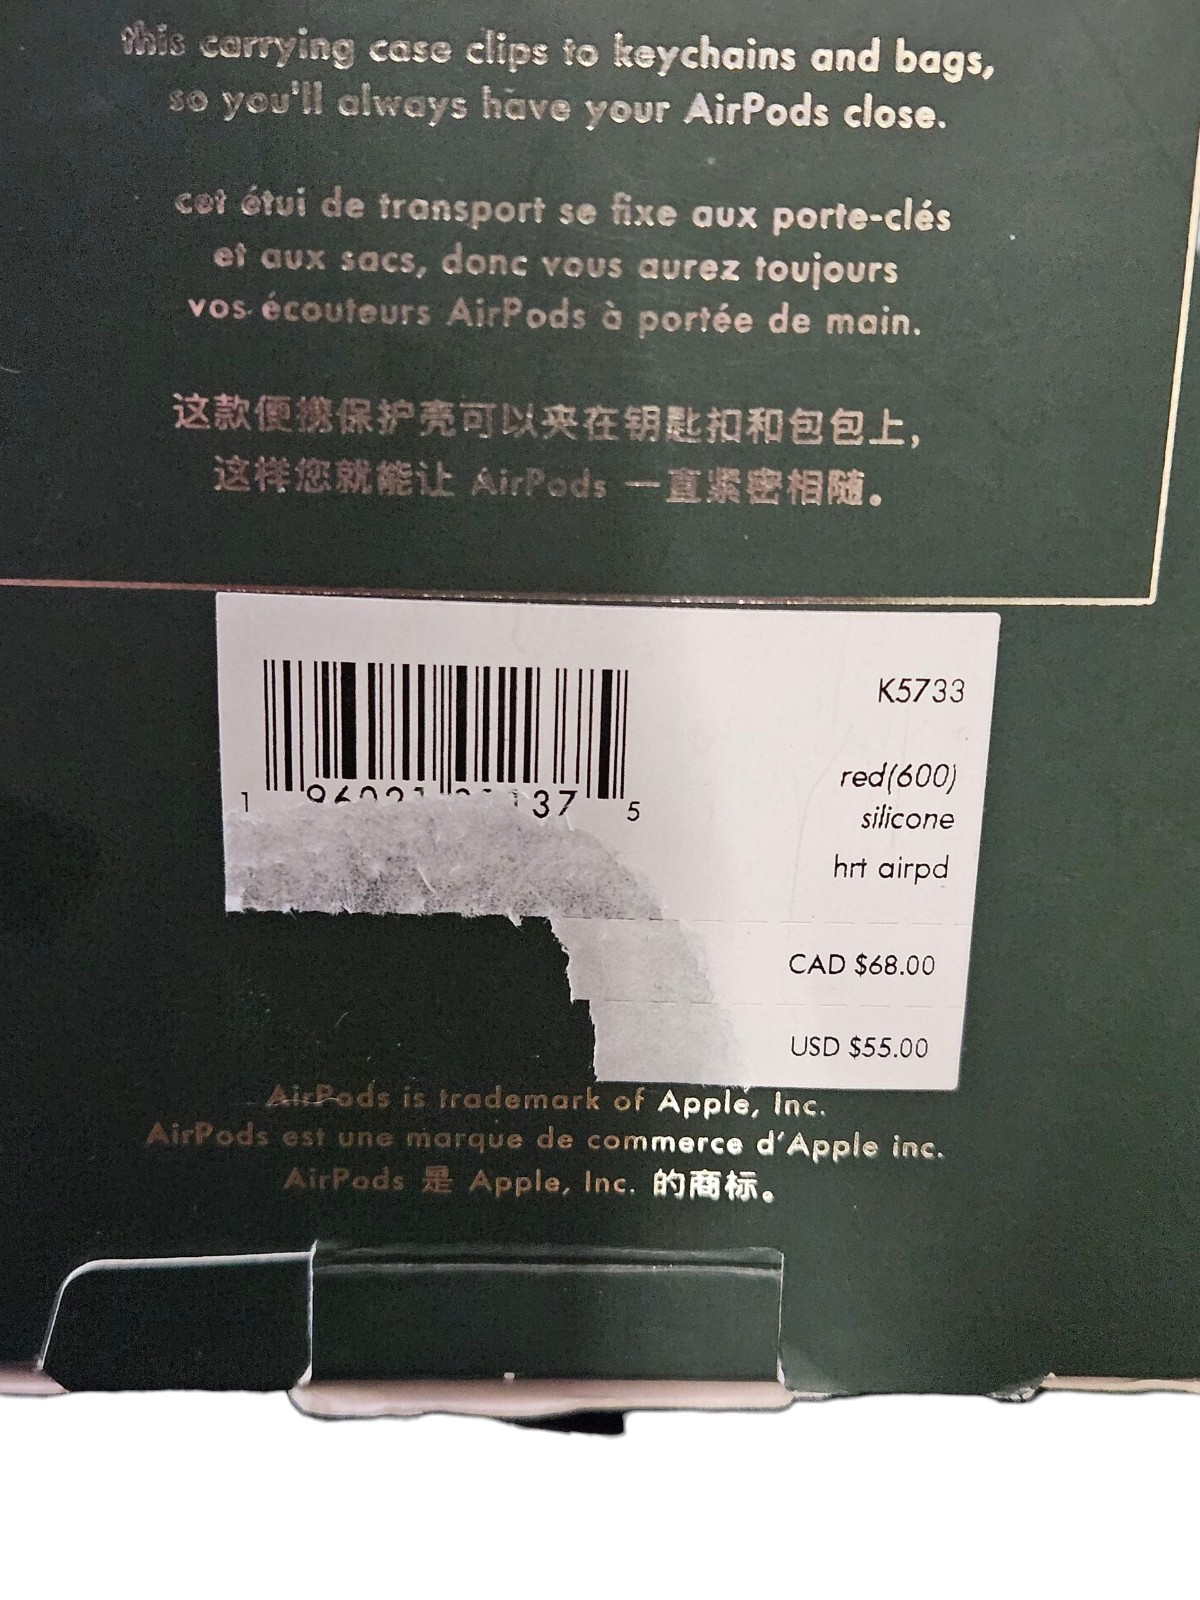 this carrying case clips to keychains and bags,
so you'll always have your AirPods close.
cet étui de transport se fixe aux porte-clés
et aux sacs, donc vous aurez toujours
vos écouteurs AirPods à portée de main.
这款便携保护壳可以夹在钥匙扣和包包上，
这样您就能让 AirPods 一直紧密相随。
K5733
red(600)
silicone
hrt airpd
1 5
CAD $68.00
USD $55.00
AirPods is trademark of Apple, Inc.
AirPods est une marque de commerce d'Apple inc.
AirPods 是 Apple, Inc. 的商标。